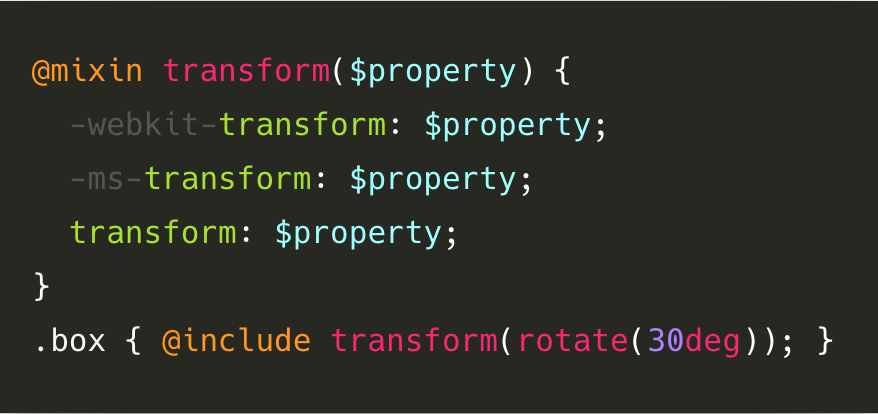 @mixin transform($property) {
  -webkit-transform: $property;
  -ms-transform: $property;
  transform: $property;
}
.box { @include transform(rotate(30deg)); }